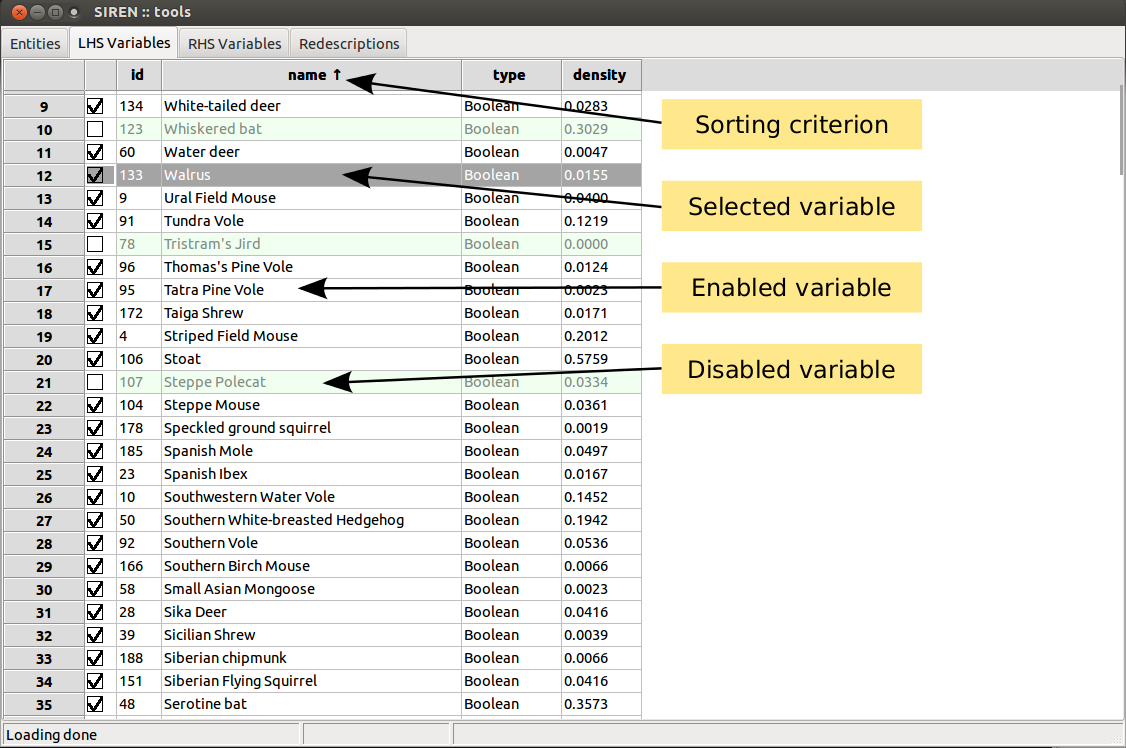 SIREN :: tools
Entities LHS Variables RHS Variables Redescriptions
id name ↑ type density
9 134 White-tailed deer Boolean 0.0283
Sorting criterion
10 123 Whiskered bat Boolean 0.3029
11 60 Water deer Boolean 0.0047
12 133 Walrus Boolean 0.0155
13 9 Ural Field Mouse Boolean 0.0400
Selected variable
14 91 Tundra Vole Boolean 0.1219
15 78 Tristram's Jird Boolean 0.0000
16 96 Thomas's Pine Vole Boolean 0.0124
17 95 Tatra Pine Vole Boolean 0.0023
Enabled variable
18 172 Taiga Shrew Boolean 0.0171
19 4 Striped Field Mouse Boolean 0.2012
20 106 Stoat Boolean 0.5759
21 107 Steppe Polecat Boolean 0.0334
Disabled variable
22 104 Steppe Mouse Boolean 0.0361
23 178 Speckled ground squirrel Boolean 0.0019
24 185 Spanish Mole Boolean 0.0497
25 23 Spanish Ibex Boolean 0.0167
26 10 Southwestern Water Vole Boolean 0.1452
27 50 Southern White-breasted Hedgehog Boolean 0.1942
28 92 Southern Vole Boolean 0.0536
29 166 Southern Birch Mouse Boolean 0.0066
30 58 Small Asian Mongoose Boolean 0.0023
31 28 Sika Deer Boolean 0.0416
32 39 Sicilian Shrew Boolean 0.0039
33 188 Siberian chipmunk Boolean 0.0066
34 151 Siberian Flying Squirrel Boolean 0.0416
35 48 Serotine bat Boolean 0.3573
Loading done